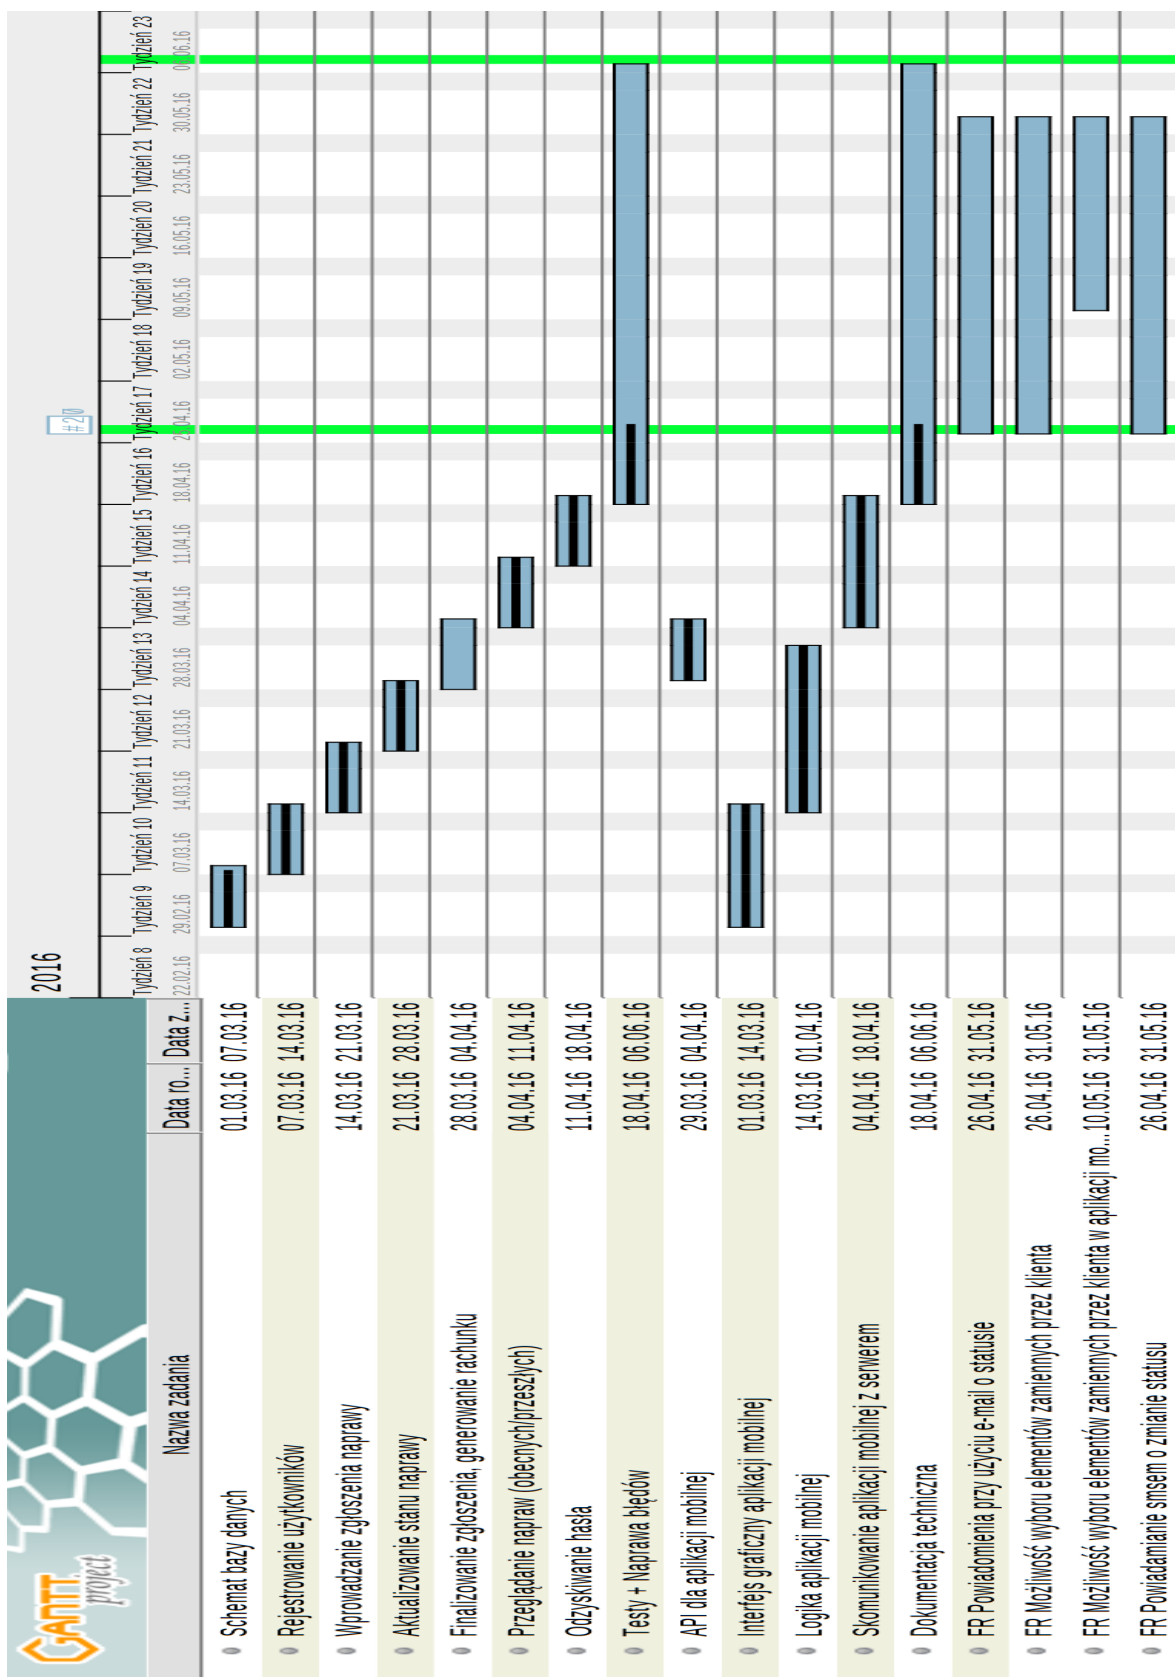 GANTT
project
2016
#2
Nazwa zadania Data ro... Data z...
Tydzień 8 Tydzień 9 Tydzień 10 Tydzień 11 Tydzień 12 Tydzień 13 Tydzień 14 Tydzień 15 Tydzień 16 Tydzień 17 Tydzień 18 Tydzień 19 Tydzień 20 Tydzień 21 Tydzień 22 Tydzień 23
22.02.16 29.02.16 07.03.16 14.03.16 21.03.16 28.03.16 04.04.16 11.04.16 18.04.16 02.05.16 09.05.16 16.05.16 23.05.16 30.05.16 06.06.16
Schemat bazy danych 01.03.16 07.03.16
Rejestrowanie użytkowników 07.03.16 14.03.16
Wprowadzanie zgłoszenia naprawy 14.03.16 21.03.16
Aktualizowanie stanu naprawy 21.03.16 28.03.16
Finalizowanie zgłoszenia, generowanie rachunku 28.03.16 04.04.16
Przeglądanie napraw (obecnych/przeszłych) 04.04.16 11.04.16
Odzyskiwanie hasła 11.04.16 18.04.16
Testy + Naprawa błędów 18.04.16 06.06.16
API dla aplikacji mobilnej 29.03.16 04.04.16
Interfejs graficzny aplikacji mobilnej 01.03.16 14.03.16
Logika aplikacji mobilnej 14.03.16 01.04.16
Skomunikowanie aplikacji mobilnej z serwerem 04.04.16 18.04.16
Dokumentacja techniczna 18.04.16 06.06.16
FR Powiadomienia przy użyciu e-mail o statusie 26.04.16 31.05.16
FR Możliwość wyboru elementów zamiennych przez klienta 26.04.16 31.05.16
FR Możliwość wyboru elementów zamiennych przez klienta w aplikacji mo... 10.05.16 31.05.16
FR Powiadamianie smsem o zmianie statusu 26.04.16 31.05.16